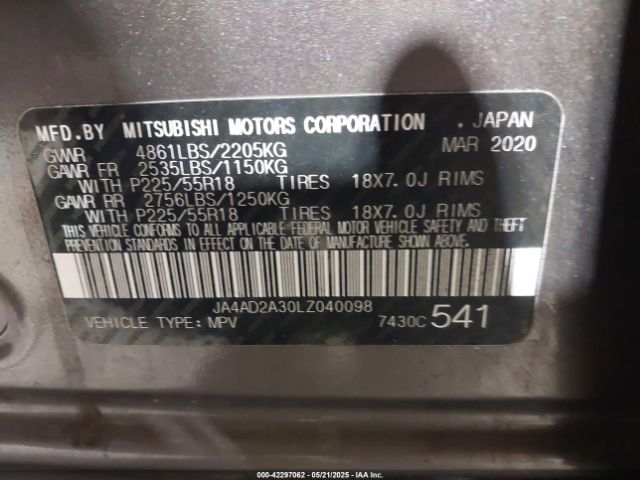 MFD.BY MITSUBISHI MOTORS CORPORATION . JAPAN
GVWR 4861LBS/2205KG MAR 2020
GAWR FR 2535LBS/1150KG
WITH P225/55R18 TIRES 18X7.0J RIMS
GAWR RR 2756LBS/1250KG
WITH P225/55R18 TIRES 18X7.0J RIMS
THIS VEHICLE CONFORMS TO ALL APPLICABLE FEDERAL MOTOR VEHICLE SAFETY AND THEFT
PREVENTION STANDARDS IN EFFECT ON THE DATE OF MANUFACTURE SHOWN ABOVE.
JA4AD2A30LZ040098
VEHICLE TYPE: MPV 7430C 541
000-42297062 - 05/21/2025 - IAAI Inc.